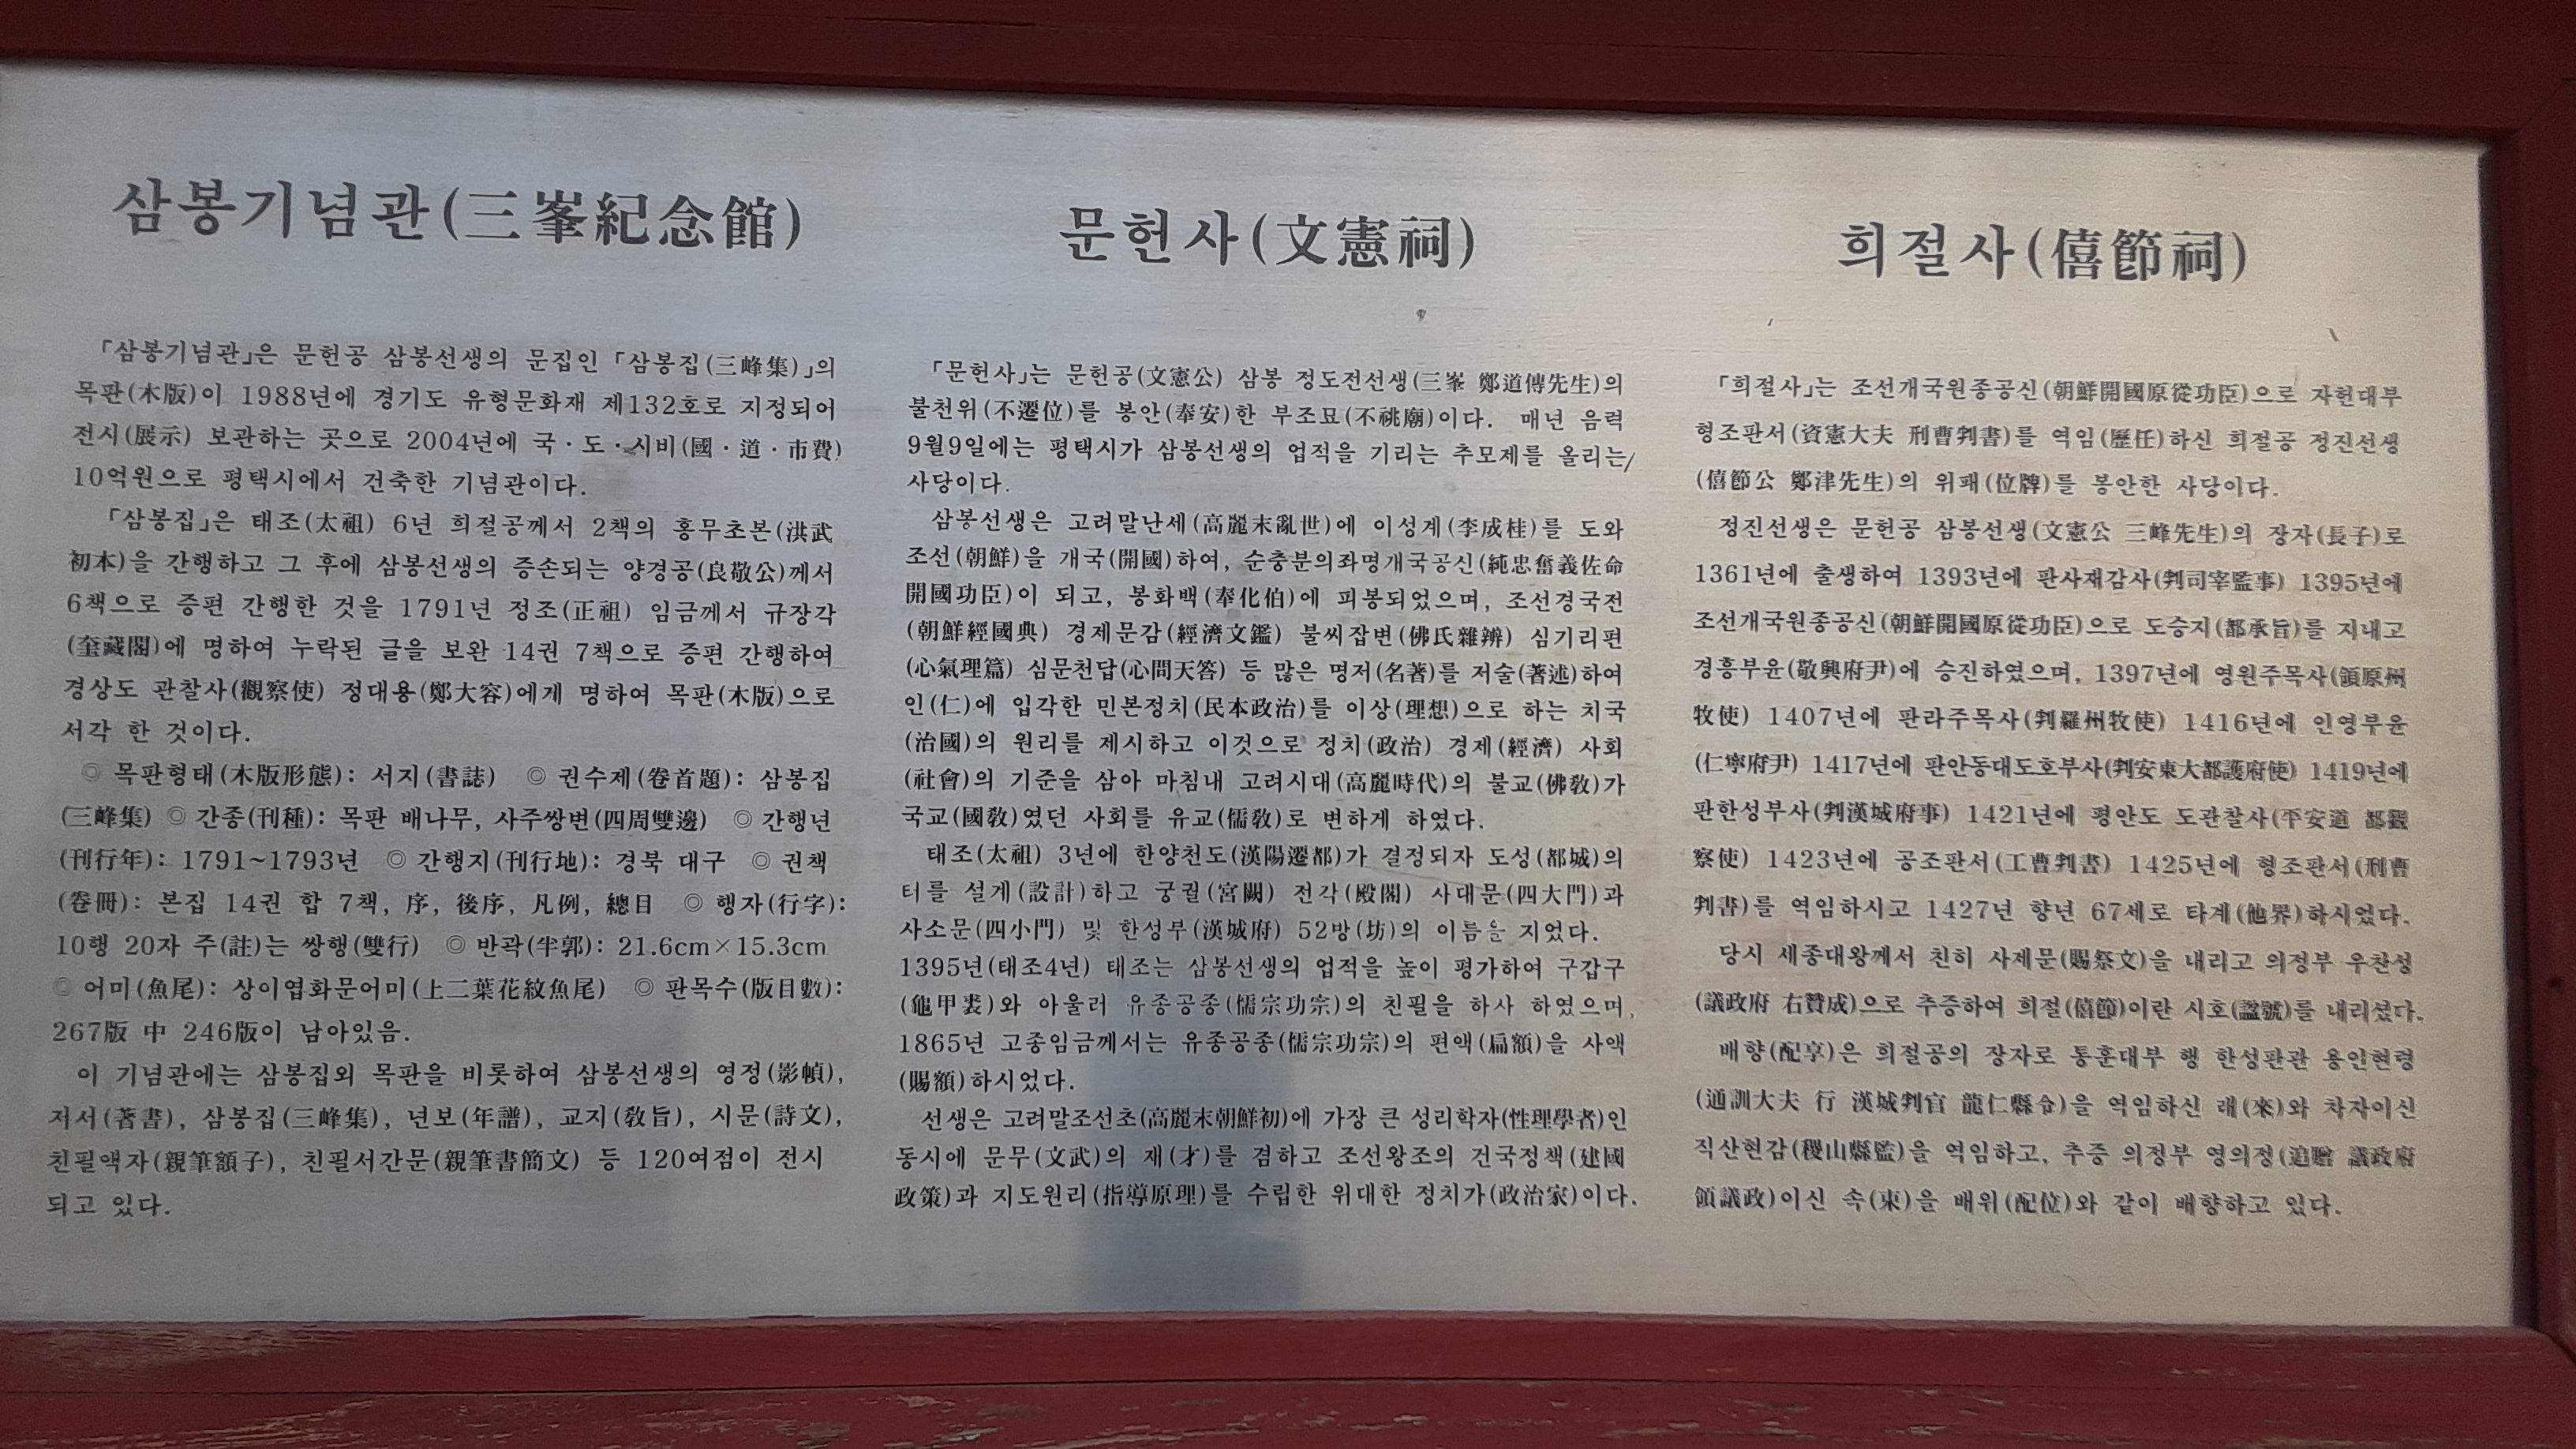 삼봉기념관(三峯紀念館)
「삼봉기념관」은 문헌공 삼봉선생의 문집인 「삼봉집(三峰集)」의
목판(木版)이 1988년에 경기도 유형문화재 제132호로 지정되어
전시(展示) 보관하는 곳으로 2004년에 국·도·시비(國·道·市費)
10억원으로 평택시에서 건축한 기념관이다.
「삼봉집」은 태조(太祖) 6년 희절공께서 2책의 홍무초본(洪武
初本)을 간행하고 그 후에 삼봉선생의 증손되는 양경공(良敬公)께서
6책으로 증편 간행한 것을 1791년 정조(正祖) 임금께서 규장각
(奎藏閣)에 명하여 누락된 글을 보완 14권 7책으로 증편 간행하여
경상도 관찰사(觀察使) 정대용(鄭大容)에게 명하여 목판(木版)으로
서각 한 것이다.
◎ 목판형태(木版形態): 서지(書誌) ◎ 권수제(卷首題): 삼봉집
(三峰集) ◎ 간종(刊種): 목판 배나무, 사주쌍변(四周雙邊) ◎ 간행년
(刊行年): 1791~1793년 ◎ 간행지(刊行地): 경북 대구 ◎ 권책
(卷冊): 본집 14권 합 7책, 序, 後序, 凡例, 總目 ◎ 행자(行字):
10행 20자 주(註)는 쌍행(雙行) ◎ 반곽(半郭): 21.6cm×15.3cm
◎ 어미(魚尾): 상이엽화문어미(上二葉花紋魚尾) ◎ 판목수(版目數):
267版 中 246版이 남아있음.
이 기념관에는 삼봉집외 목판을 비롯하여 삼봉선생의 영정(影幀),
저서(著書), 삼봉집(三峰集), 년보(年譜), 교지(敎旨), 시문(詩文),
친필액자(親筆額子), 친필서간문(親筆書簡文) 등 120여점이 전시
되고 있다.
문헌사(文憲祠)
「문헌사」는 문헌공(文憲公) 삼봉 정도전선생(三峯 鄭道傳先生)의
불천위(不遷位)를 봉안(奉安)한 부조묘(不祧廟)이다. 매년 음력
9월9일에는 평택시가 삼봉선생의 업적을 기리는 추모제를 올리는
사당이다.
삼봉선생은 고려말난세(高麗末亂世)에 이성계(李成桂)를 도와
조선(朝鮮)을 개국(開國)하여, 순충분의좌명개국공신(純忠奮義佐命
開國功臣)이 되고, 봉화백(奉化伯)에 피봉되었으며, 조선경국전
(朝鮮經國典) 경제문감(經濟文鑑) 불씨잡변(佛氏雜辨) 심기리편
(心氣理篇) 심문천답(心問天答) 등 많은 명저(名著)를 저술(著述)하여
인(仁)에 입각한 민본정치(民本政治)를 이상(理想)으로 하는 치국
(治國)의 원리를 제시하고 이것으로 정치(政治) 경제(經濟) 사회
(社會)의 기준을 삼아 마침내 고려시대(高麗時代)의 불교(佛敎)가
국교(國敎)였던 사회를 유교(儒敎)로 변하게 하였다.
태조(太祖) 3년에 한양천도(漢陽遷都)가 결정되자 도성(都城)의
터를 설계(設計)하고 궁궐(宮闕) 전각(殿閣) 사대문(四大門)과
사소문(四小門) 및 한성부(漢城府) 52방(坊)의 이름을 지었다.
1395년(태조4년) 태조는 삼봉선생의 업적을 높이 평가하여 구갑구
(龜甲裘)와 아울러 유종공종(儒宗功宗)의 친필을 하사 하였으며,
1865년 고종임금께서는 유종공종(儒宗功宗)의 편액(扁額)을 사액
(賜額)하시었다.
선생은 고려말조선초(高麗末朝鮮初)에 가장 큰 성리학자(性理學者)인
동시에 문무(文武)의 재(才)를 겸하고 조선왕조의 건국정책(建國
政策)과 지도원리(指導原理)를 수립한 위대한 정치가(政治家)이다.
희절사(僖節祠)
「희절사」는 조선개국원종공신(朝鮮開國原從功臣)으로 자헌대부
형조판서(資憲大夫 刑曹判書)를 역임(歷任)하신 희절공 정진선생
(僖節公 鄭津先生)의 위패(位牌)를 봉안한 사당이다.
정진선생은 문헌공 삼봉선생(文憲公 三峰先生)의 장자(長子)로
1361년에 출생하여 1393년에 판사재감사(判司宰監事) 1395년에
조선개국원종공신(朝鮮開國原從功臣)으로 도승지(都承旨)를 지내고
경흥부윤(敬興府尹)에 승진하였으며, 1397년에 영원주목사(領原州
牧使) 1407년에 판라주목사(判羅州牧使) 1416년에 인영부윤
(仁寧府尹) 1417년에 판안동대도호부사(判安東大都護府使) 1419년에
판한성부사(判漢城府事) 1421년에 평안도 도관찰사(平安道 都觀
察使) 1423년에 공조판서(工曹判書) 1425년에 형조판서(刑曹
判書)를 역임하시고 1427년 향년 67세로 타계(他界)하시었다.
당시 세종대왕께서 친히 사제문(賜祭文)을 내리고 의정부 우찬성
(議政府 右贊成)으로 추증하여 희절(僖節)이란 시호(諡號)를 내리셨다.
배향(配享)은 희절공의 장자로 통훈대부 행 한성판관 용인현령
(通訓大夫 行 漢城判官 龍仁縣令)을 역임하신 래(來)와 차자이신
직산현감(稷山縣監)을 역임하고, 추증 의정부 영의정(追贈 議政府
領議政)이신 속(束)을 배위(配位)와 같이 배향하고 있다.